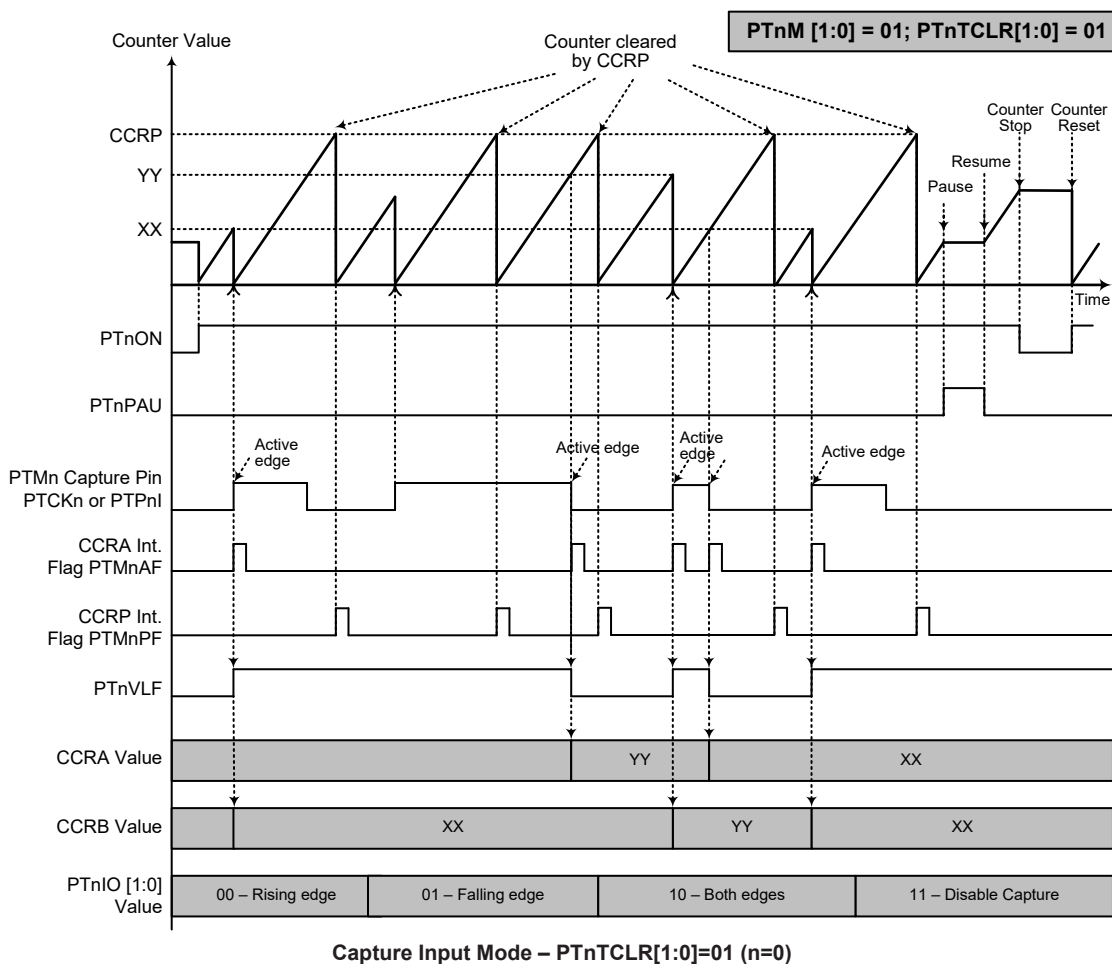 PTnM [1:0] = 01; PTnTCLR[1:0] = 01
Counter Value
Counter cleared
by CCRP
Counter
Stop
Counter
Reset
CCRP
Resume
YY
Pause
XX
Time
PTnON
PTnPAU
Active
edge
Active edge
Active
edge
Active edge
PTMn Capture Pin
PTCKn or PTPnI
CCRA Int.
Flag PTMnAF
CCRP Int.
Flag PTMnPF
PTnVLF
CCRA Value
YY
XX
CCRB Value
XX
YY
XX
PTnIO [1:0]
Value
00 – Rising edge
01 – Falling edge
10 – Both edges
11 – Disable Capture
Capture Input Mode – PTnTCLR[1:0]=01 (n=0)